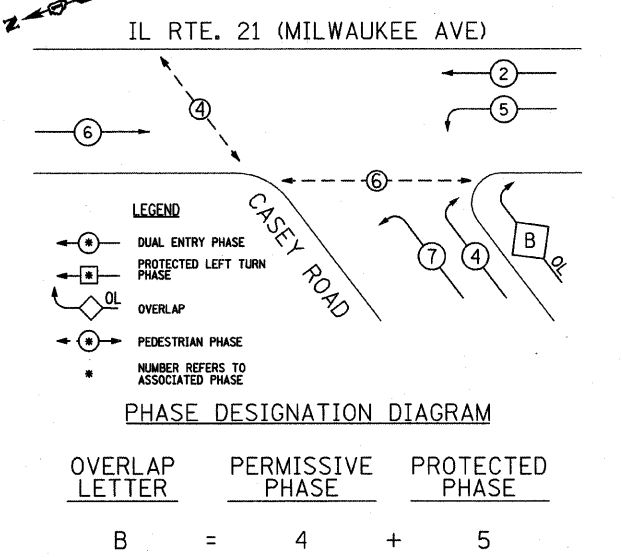 N
IL RTE. 21 (MILWAUKEE AVE)
2
4
5
6
6
CASEY ROAD
7
4
B
OL
LEGEND
* DUAL ENTRY PHASE
* PROTECTED LEFT TURN
PHASE
OL
OVERLAP
* PEDESTRIAN PHASE
* NUMBER REFERS TO
ASSOCIATED PHASE
PHASE DESIGNATION DIAGRAM
OVERLAP PERMISSIVE PROTECTED
LETTER PHASE PHASE
B = 4 + 5